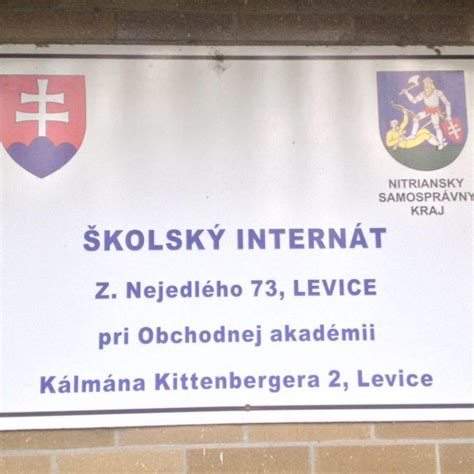 NITRIANSKY
SAMOSPRÁVNY
KRAJ
ŠKOLSKÝ INTERNÁT
Z. Nejedlého 73, LEVICE
pri Obchodnej akadémii
Kálmána Kittenbergera 2, Levice